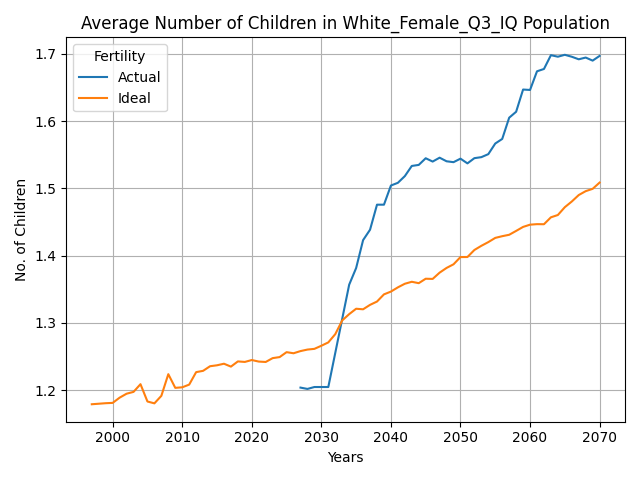 Average Number of Children in White_Female_Q3_IQ Population
Fertility
Actual
Ideal
No. of Children
1.7
1.6
1.5
1.4
1.3
1.2
2000 2010 2020 2030 2040 2050 2060 2070
Years